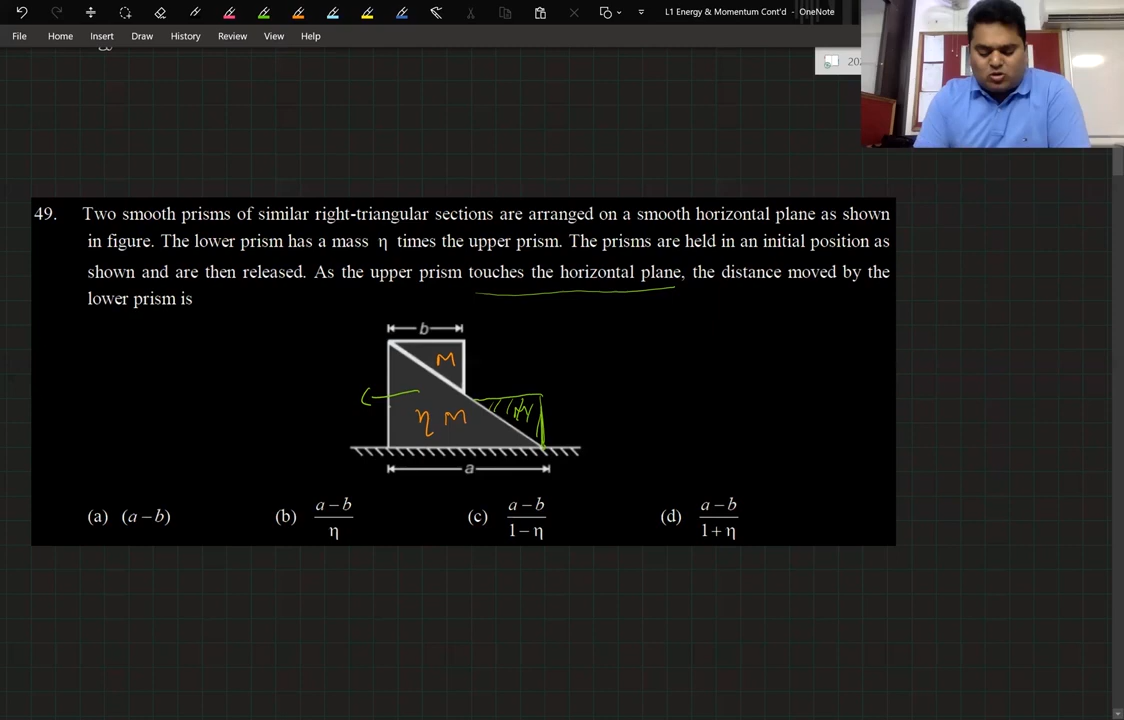 L1 Energy & Momentum Cont'd - OneNote
File Home Insert Draw History Review View Help
49. Two smooth prisms of similar right-triangular sections are arranged on a smooth horizontal plane as shown
in figure. The lower prism has a mass η times the upper prism. The prisms are held in an initial position as
shown and are then released. As the upper prism touches the horizontal plane, the distance moved by the
lower prism is
b
M
η M
a
(a) (a – b) (b) (a – b)/η (c) (a – b)/(1 – η) (d) (a – b)/(1 + η)